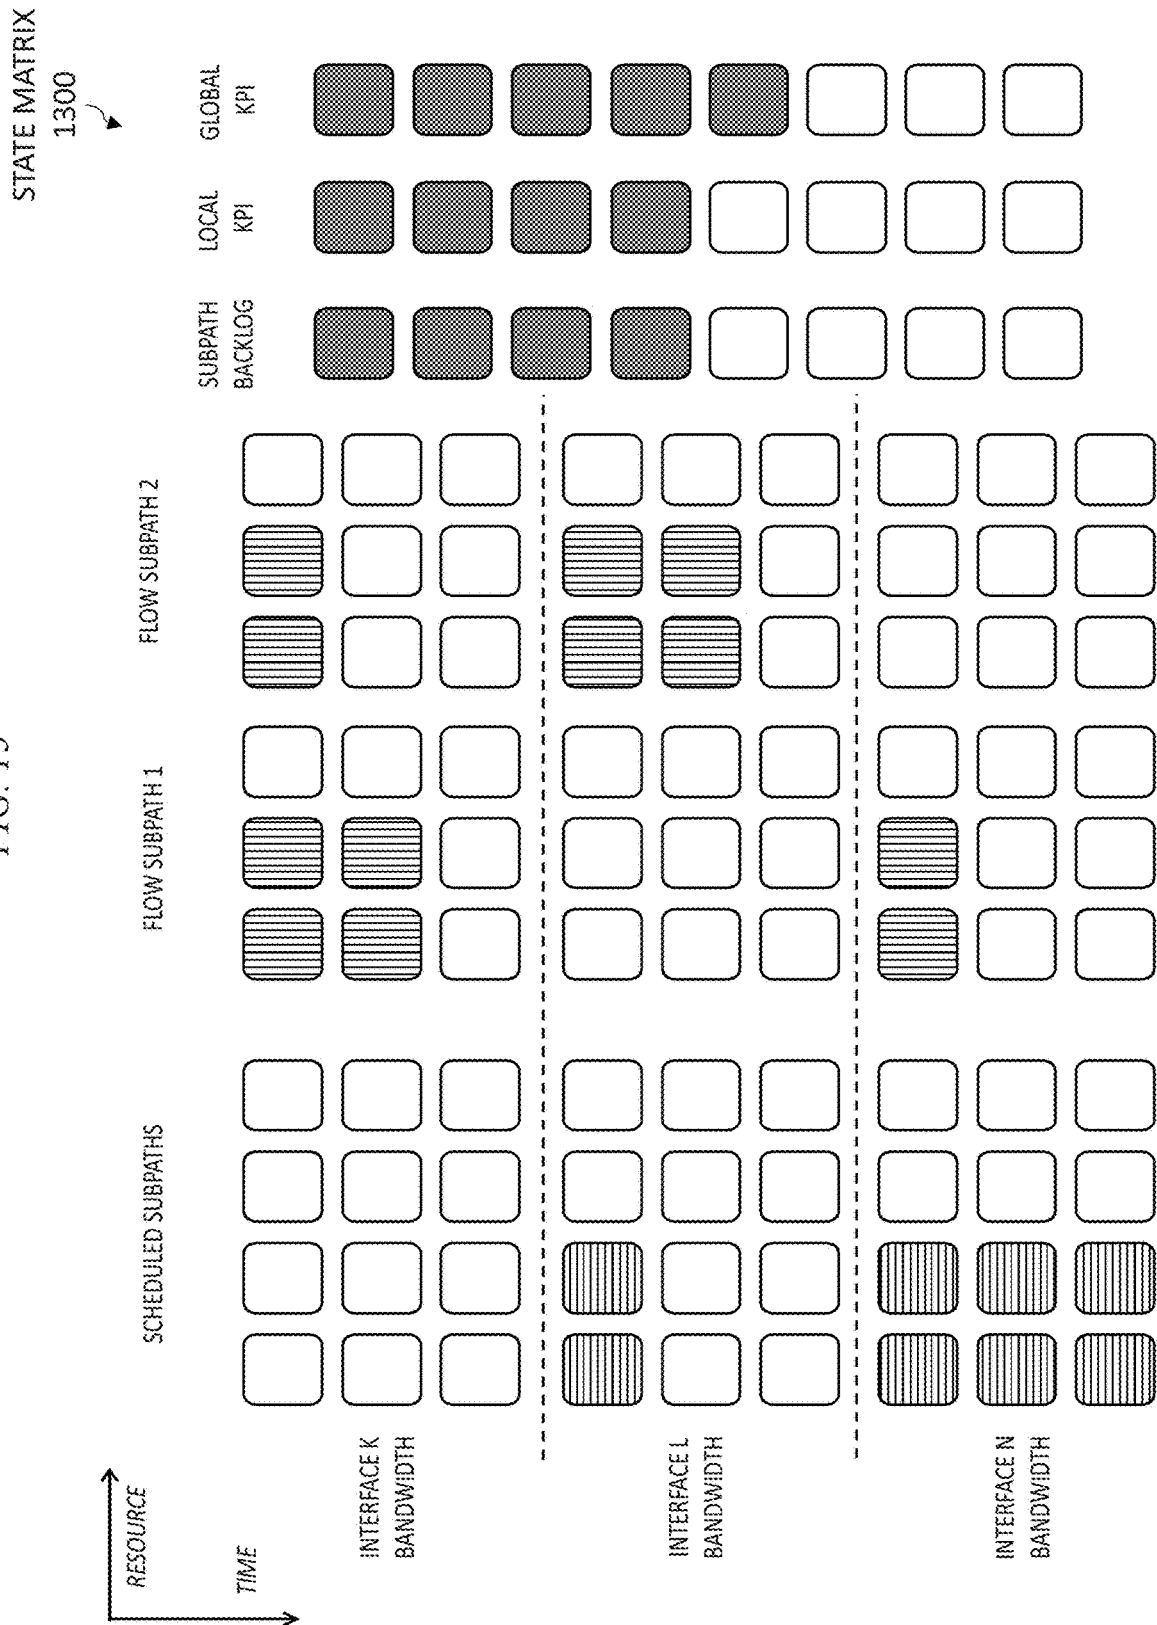 STATE MATRIX
1300
GLOBAL
KPI
LOCAL
KPI
SUBPATH
BACKLOG
FLOW SUBPATH 2
FLOW SUBPATH 1
SCHEDULED SUBPATHS
INTERFACE K
BANDWIDTH
INTERFACE L
BANDWIDTH
INTERFACE N
BANDWIDTH
RESOURCE
TIME